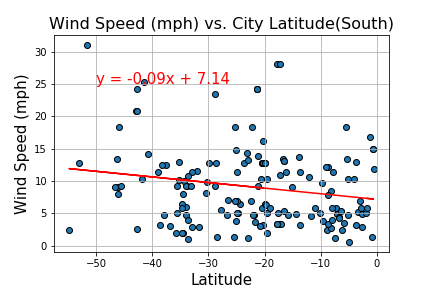 Wind Speed (mph) vs. City Latitude(South)
Wind Speed (mph)
30
25
20
15
10
5
0
y = -0.09x + 7.14
−50 −40 −30 −20 −10 0
Latitude